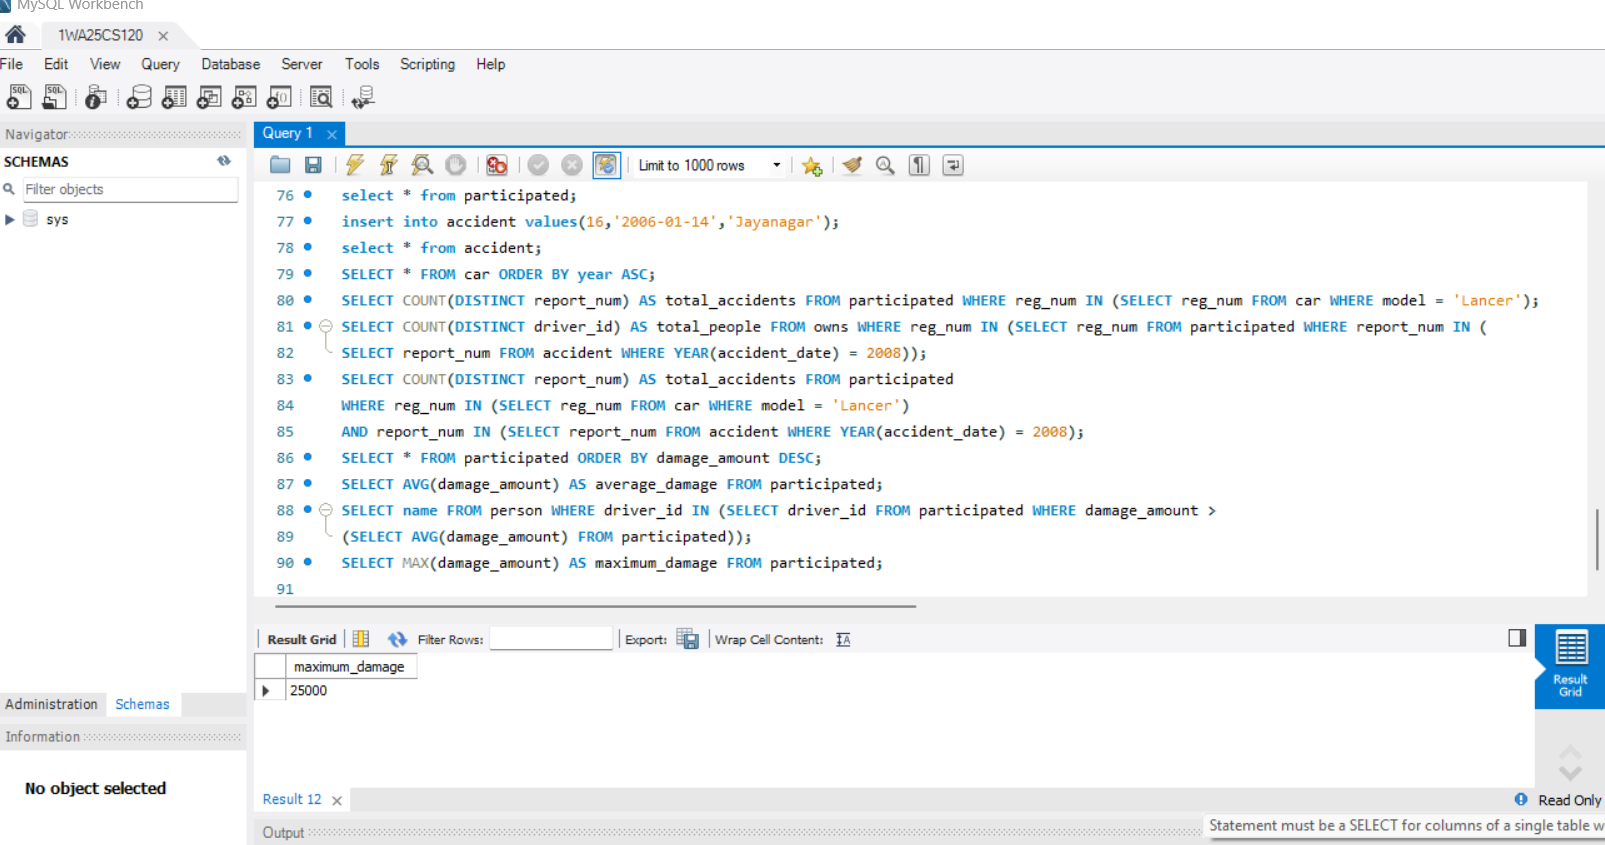 MySQL Workbench
1WA25CS120
File Edit View Query Database Server Tools Scripting Help
Navigator
SCHEMAS
Filter objects
sys
Query 1
Limit to 1000 rows
76 select * from participated;
77 insert into accident values(16,'2006-01-14','Jayanagar');
78 select * from accident;
79 SELECT * FROM car ORDER BY year ASC;
80 SELECT COUNT(DISTINCT report_num) AS total_accidents FROM participated WHERE reg_num IN (SELECT reg_num FROM car WHERE model = 'Lancer');
81 SELECT COUNT(DISTINCT driver_id) AS total_people FROM owns WHERE reg_num IN (SELECT reg_num FROM participated WHERE report_num IN (
82 SELECT report_num FROM accident WHERE YEAR(accident_date) = 2008));
83 SELECT COUNT(DISTINCT report_num) AS total_accidents FROM participated
84 WHERE reg_num IN (SELECT reg_num FROM car WHERE model = 'Lancer')
85 AND report_num IN (SELECT report_num FROM accident WHERE YEAR(accident_date) = 2008);
86 SELECT * FROM participated ORDER BY damage_amount DESC;
87 SELECT AVG(damage_amount) AS average_damage FROM participated;
88 SELECT name FROM person WHERE driver_id IN (SELECT driver_id FROM participated WHERE damage_amount >
89 (SELECT AVG(damage_amount) FROM participated));
90 SELECT MAX(damage_amount) AS maximum_damage FROM participated;
91
Result Grid Filter Rows: Export: Wrap Cell Content:
maximum_damage
25000
Result
Grid
Administration Schemas
Information
No object selected
Result 12
Read Only
Output
Statement must be a SELECT for columns of a single table w